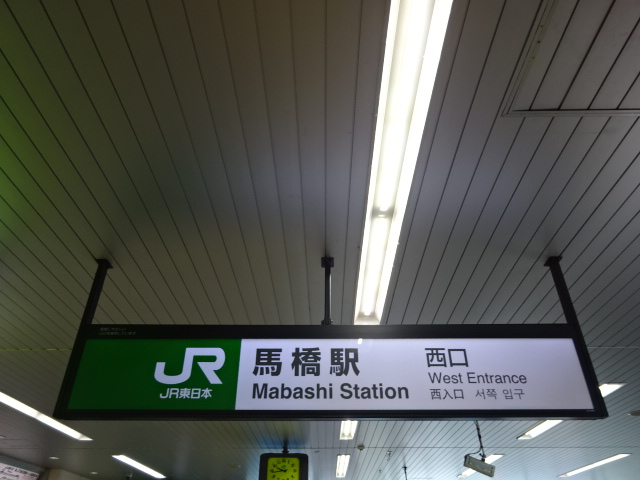 JR
JR東日本
馬橋駅
Mabashi Station
西口
West Entrance
西入口 서쪽 입구